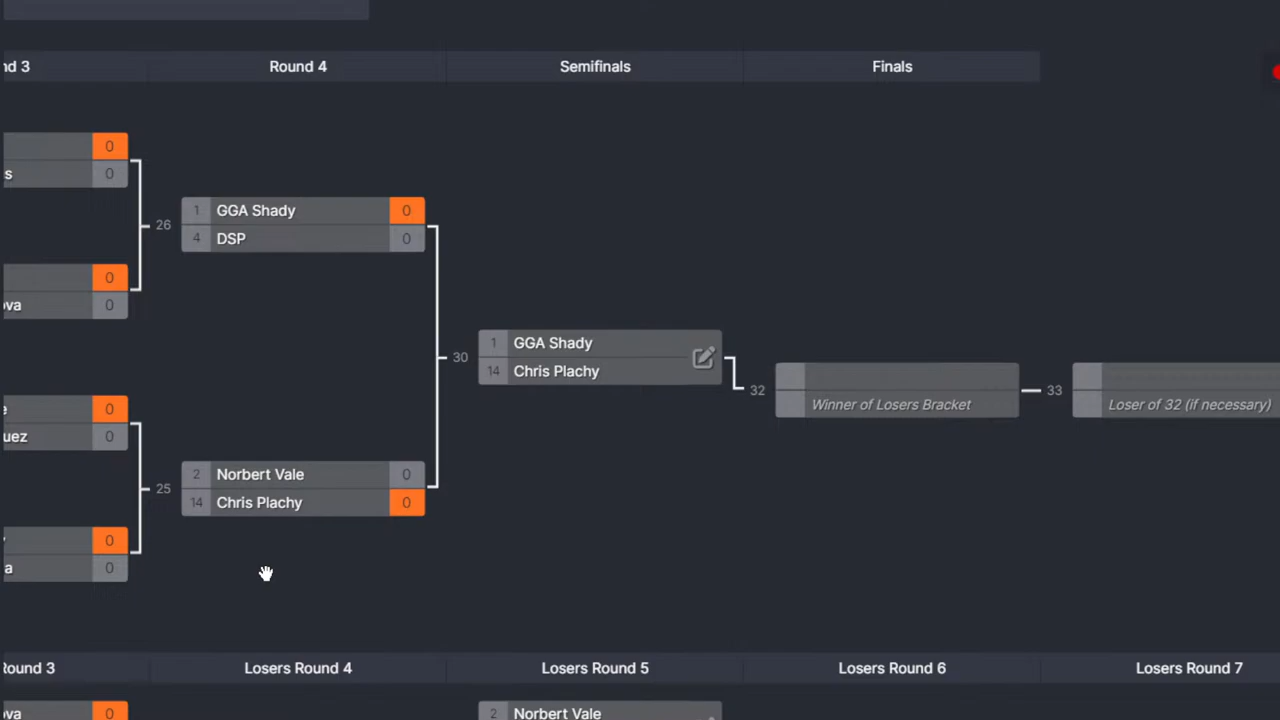 nd 3
Round 4
Semifinals
Finals
0
s 0
0
ova 0
26
1 GGA Shady 0
4 DSP 0
30
1 GGA Shady
14 Chris Plachy
32
Winner of Losers Bracket
33
Loser of 32 (if necessary)
e 0
uez 0
0
a 0
25
2 Norbert Vale 0
14 Chris Plachy 0
Round 3
Losers Round 4
Losers Round 5
Losers Round 6
Losers Round 7
ova 0
2 Norbert Vale